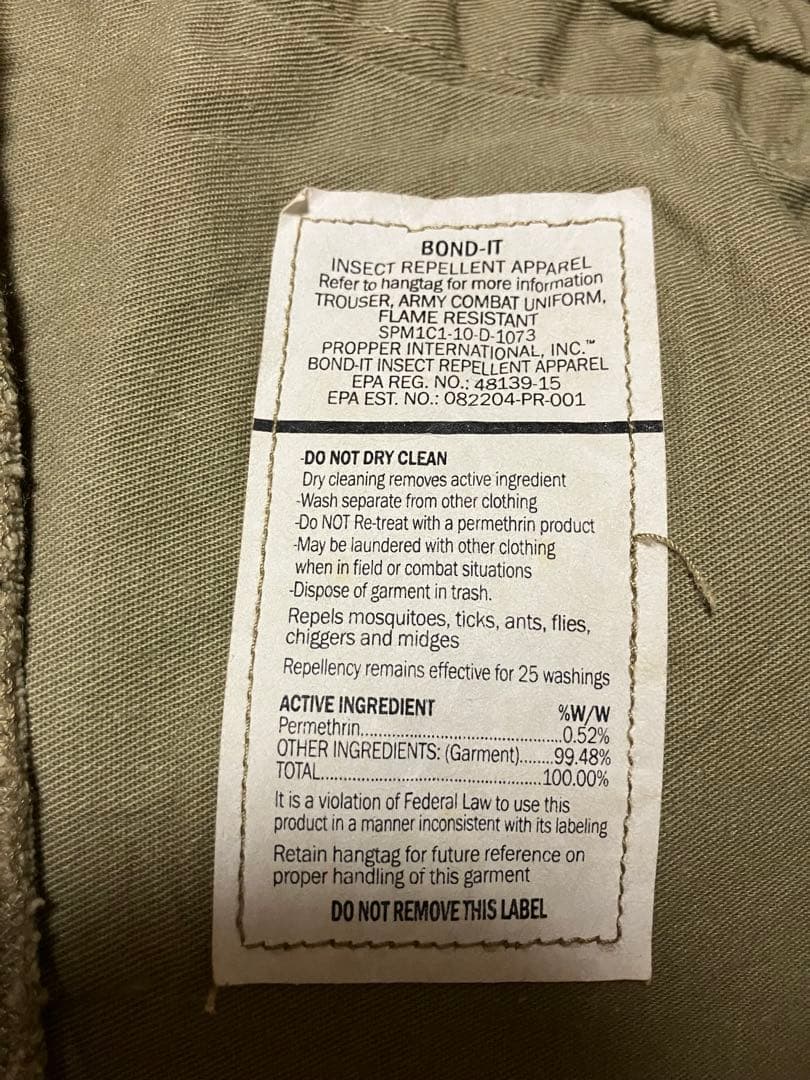 BOND-IT
INSECT REPELLENT APPAREL
Refer to hangtag for more information
TROUSER, ARMY COMBAT UNIFORM,
FLAME RESISTANT
SPM1C1-10-D-1073
PROPPER INTERNATIONAL, INC.™
BOND-IT INSECT REPELLENT APPAREL
EPA REG. NO.: 48139-15
EPA EST. NO.: 082204-PR-001
-DO NOT DRY CLEAN
Dry cleaning removes active ingredient
-Wash separate from other clothing
-Do NOT Re-treat with a permethrin product
-May be laundered with other clothing
when in field or combat situations
-Dispose of garment in trash.
Repels mosquitoes, ticks, ants, flies,
chiggers and midges
Repellency remains effective for 25 washings
ACTIVE INGREDIENT %W/W
Permethrin.......................................0.52%
OTHER INGREDIENTS: (Garment).......99.48%
TOTAL...........................................100.00%
It is a violation of Federal Law to use this
product in a manner inconsistent with its labeling
Retain hangtag for future reference on
proper handling of this garment
DO NOT REMOVE THIS LABEL